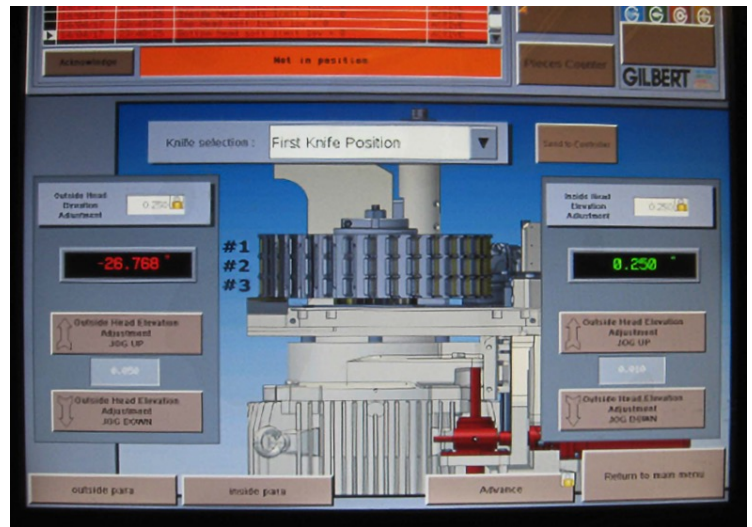 Acknowledge
Not in position
Pieces Counter
GILBERT
Knife selection :
First Knife Position
Send to Controller
Outside Head
Elevation
Adjustment
0.250
Inside Head
Elevation
Adjustment
0.250
#1
#2
#3
-26.768 "
0.250 "
Outside Head Elevation
Adjustment
JOG UP
0.050
Outside Head Elevation
Adjustment
JOG DOWN
Outside Head Elevation
Adjustment
JOG UP
0.050
Outside Head Elevation
Adjustment
JOG DOWN
outside para
inside para
Advance
Return to main menu